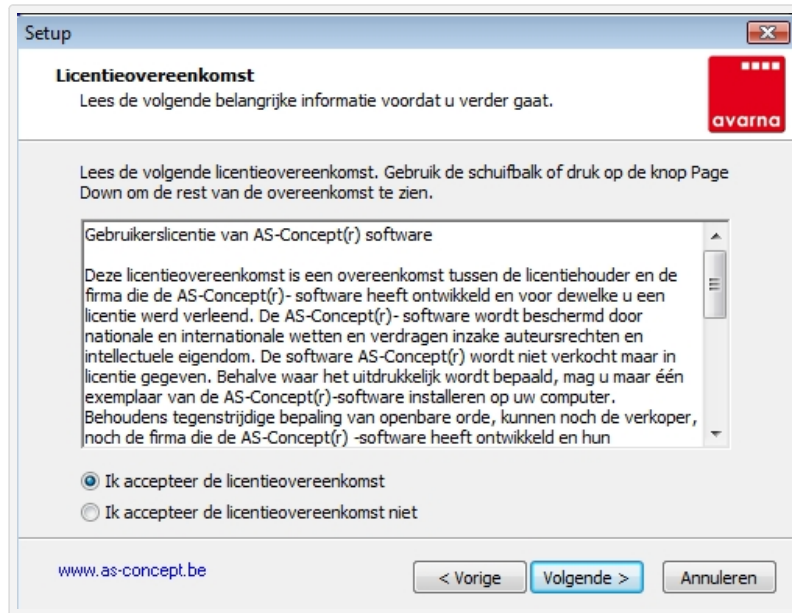 Setup
Licentieovereenkomst
Lees de volgende belangrijke informatie voordat u verder gaat.
avarna
Lees de volgende licentieovereenkomst. Gebruik de schuifbalk of druk op de knop Page
Down om de rest van de overeenkomst te zien.
Gebruikerslicentie van AS-Concept(r) software
Deze licentieovereenkomst is een overeenkomst tussen de licentiehouder en de
firma die de AS-Concept(r)- software heeft ontwikkeld en voor dewelke u een
licentie werd verleend. De AS-Concept(r)- software wordt beschermd door
nationale en internationale wetten en verdragen inzake auteursrechten en
intellectuele eigendom. De software AS-Concept(r) wordt niet verkocht maar in
licentie gegeven. Behalve waar het uitdrukkelijk wordt bepaald, mag u maar één
exemplaar van de AS-Concept(r)-software installeren op uw computer.
Behoudens tegenstrijdige bepaling van openbare orde, kunnen noch de verkoper,
noch de firma die de AS-Concept(r) -software heeft ontwikkeld en hun
Ik accepteer de licentieovereenkomst
Ik accepteer de licentieovereenkomst niet
www.as-concept.be
< Vorige
Volgende >
Annuleren